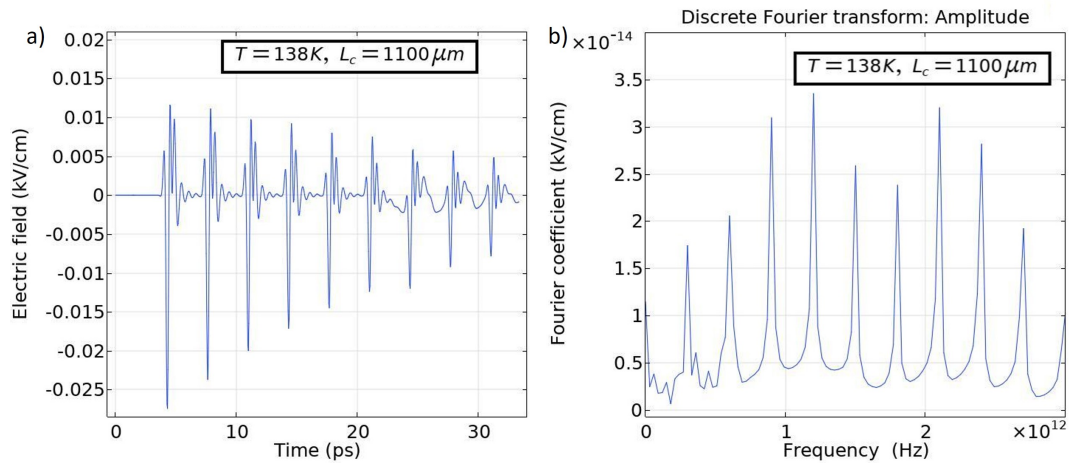 a)
T = 138K, L_c = 1100 μm
0.02
0.015
0.01
0.005
0
-0.005
-0.01
-0.015
-0.02
-0.025
Electric field (kV/cm)
0 10 20 30
Time (ps)
b)
Discrete Fourier transform: Amplitude
×10⁻¹⁴
T = 138K, L_c = 1100 μm
3.5
3
2.5
2
1.5
1
0.5
0
Fourier coefficient (kV/cm)
0 1 2 ×10¹²
Frequency (Hz)